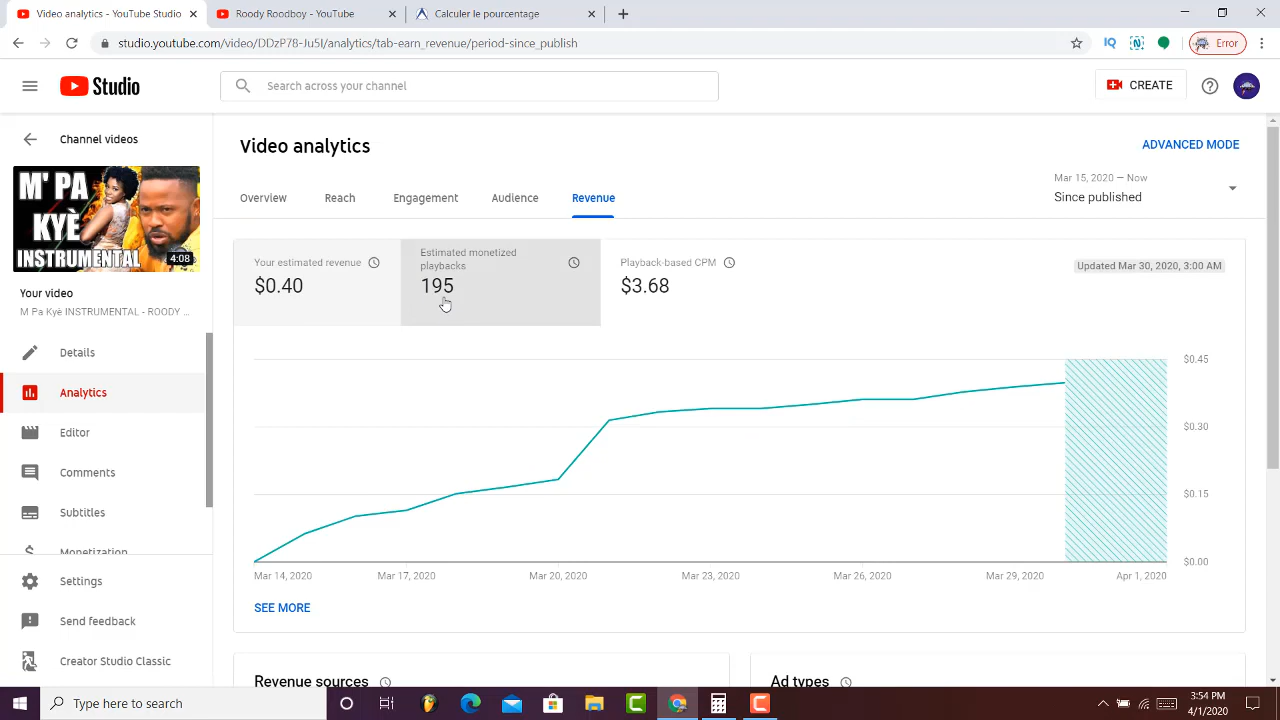 Video analytics - YouTube Studio
Roody Roodboy - YouTube
Calculer le pourcentage
studio.youtube.com/video/DDzP78-Ju5I/analytics/tab-earn_revenue/period-since_publish
IQ
Error
Studio
Search across your channel
CREATE
Channel videos
M' PA
KYÈ
INSTRUMENTAL
4:08
Your video
M Pa Kyè INSTRUMENTAL - ROODY ...
Details
Analytics
Editor
Comments
Subtitles
Monetization
Settings
Send feedback
Creator Studio Classic
Video analytics
ADVANCED MODE
Mar 15, 2020 – Now
Since published
Overview
Reach
Engagement
Audience
Revenue
Your estimated revenue
$0.40
Estimated monetized
playbacks
195
Playback-based CPM
$3.68
Updated Mar 30, 2020, 3:00 AM
$0.45
$0.30
$0.15
$0.00
Mar 14, 2020
Mar 17, 2020
Mar 20, 2020
Mar 23, 2020
Mar 26, 2020
Mar 29, 2020
Apr 1, 2020
SEE MORE
Revenue sources
Ad types
Type here to search
3:54 PM
4/1/2020